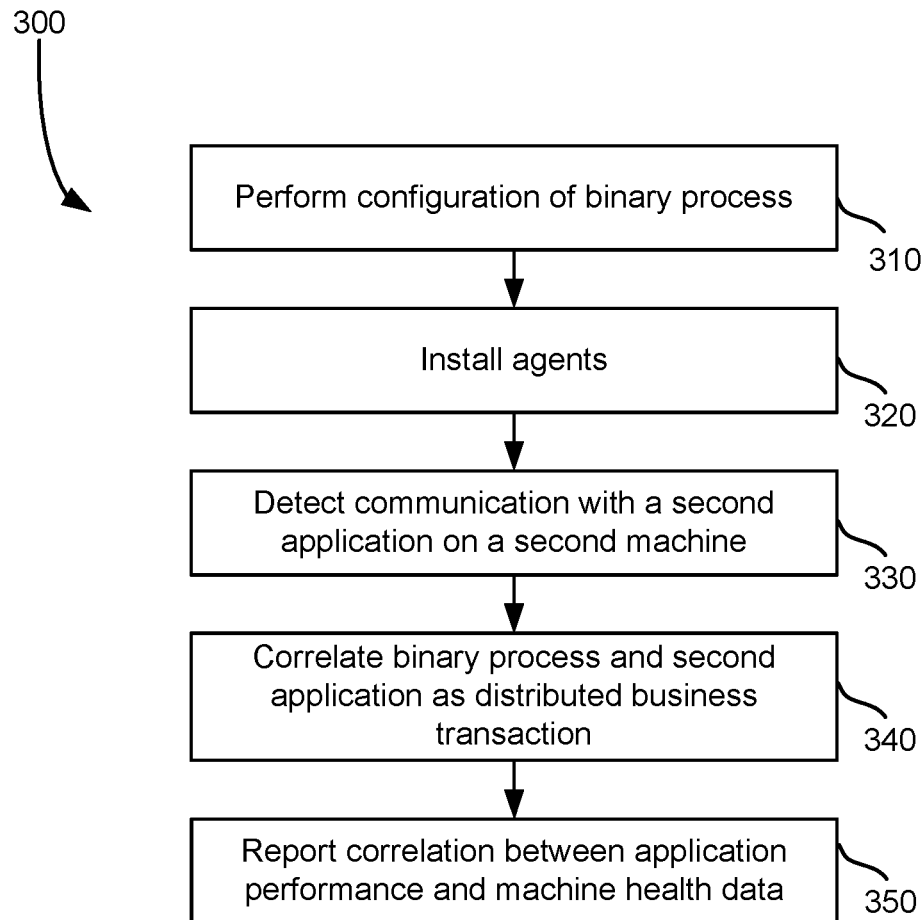 300
Perform configuration of binary process
310
Install agents
320
Detect communication with a second
application on a second machine
330
Correlate binary process and second
application as distributed business
transaction
340
Report correlation between application
performance and machine health data
350